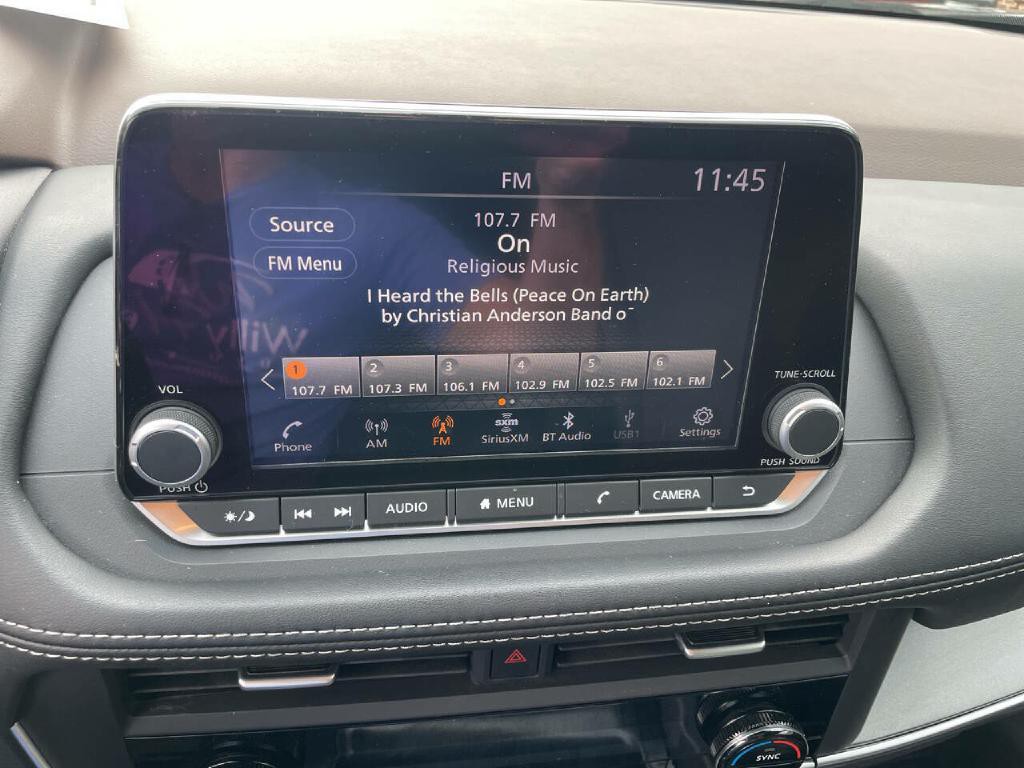 FM
11:45
Source
FM Menu
107.7 FM
On
Religious Music
I Heard the Bells (Peace On Earth)
by Christian Anderson Band o¯
Willy
1
107.7 FM
2
107.3 FM
3
106.1 FM
4
102.9 FM
5
102.5 FM
6
102.1 FM
Phone
AM
FM
sxm
SiriusXM
BT Audio
USB1
Settings
VOL
PUSH
TUNE·SCROLL
PUSH SOUND
AUDIO
MENU
CAMERA
SYNC